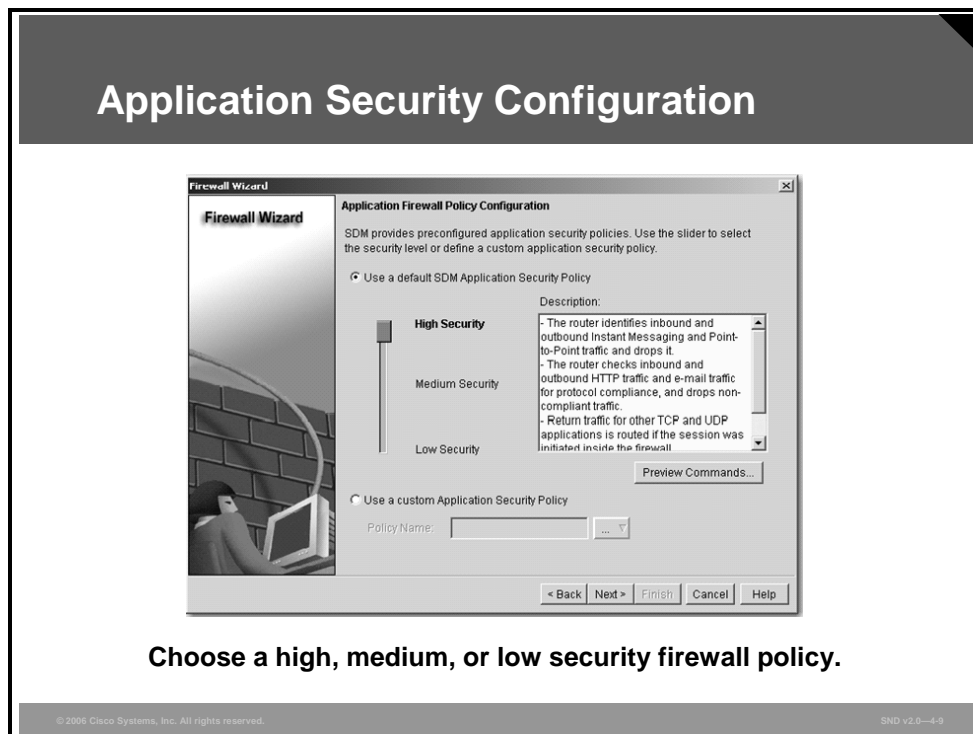 Application Security Configuration
Firewall Wizard
Firewall Wizard
Application Firewall Policy Configuration
SDM provides preconfigured application security policies. Use the slider to select
the security level or define a custom application security policy.
Use a default SDM Application Security Policy
Description:
High Security
Medium Security
Low Security
- The router identifies inbound and
outbound Instant Messaging and Point-
to-Point traffic and drops it.
- The router checks inbound and
outbound HTTP traffic and e-mail traffic
for protocol compliance, and drops non-
compliant traffic.
- Return traffic for other TCP and UDP
applications is routed if the session was
initiated inside the firewall
Preview Commands...
Use a custom Application Security Policy
Policy Name:
...
< Back Next > Finish Cancel Help
Choose a high, medium, or low security firewall policy.
© 2006 Cisco Systems, Inc. All rights reserved.
SND v2.0—4-9